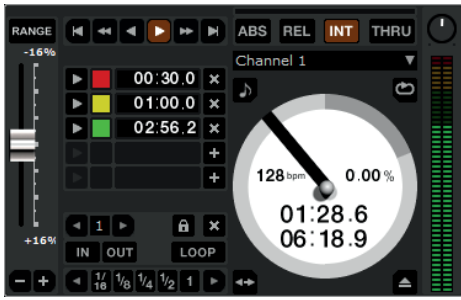 RANGE
ABS REL INT THRU
-16%
Channel 1
00:30.0
01:00.0
02:56.2
128 bpm 0.00 %
01:28.6
06:18.9
1
+16%
IN OUT LOOP
1/16 1/8 1/4 1/2 1